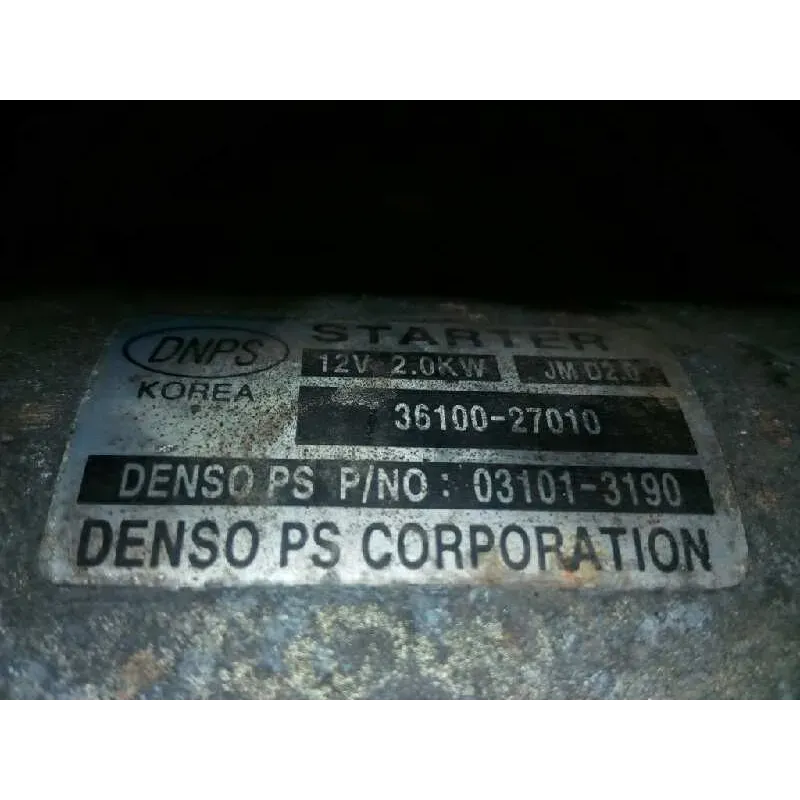 DNPS
KOREA
STARTER
12V 2.0KW JM D2.0
36100-27010
DENSO PS P/NO : 03101-3190
DENSO PS CORPORATION